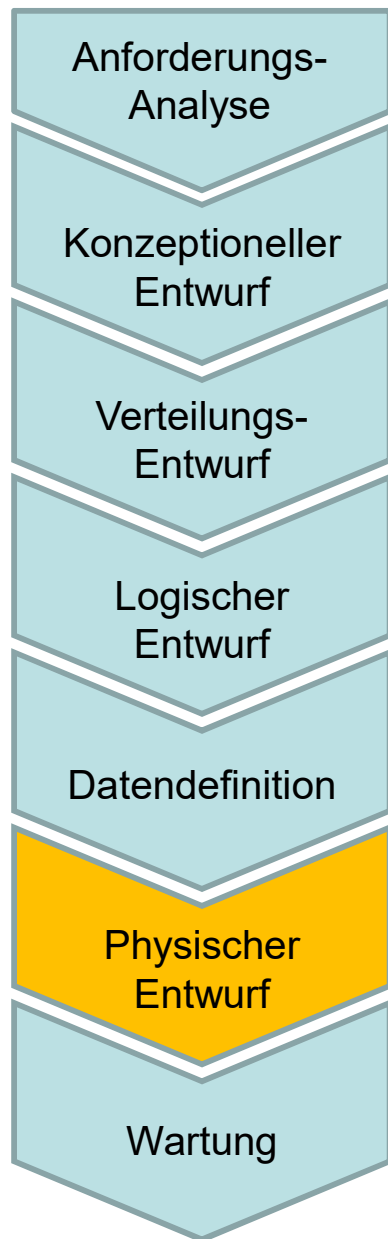 Anforderungs-
Analyse
Konzeptioneller
Entwurf
Verteilungs-
Entwurf
Logischer
Entwurf
Datendefinition
Physischer
Entwurf
Wartung